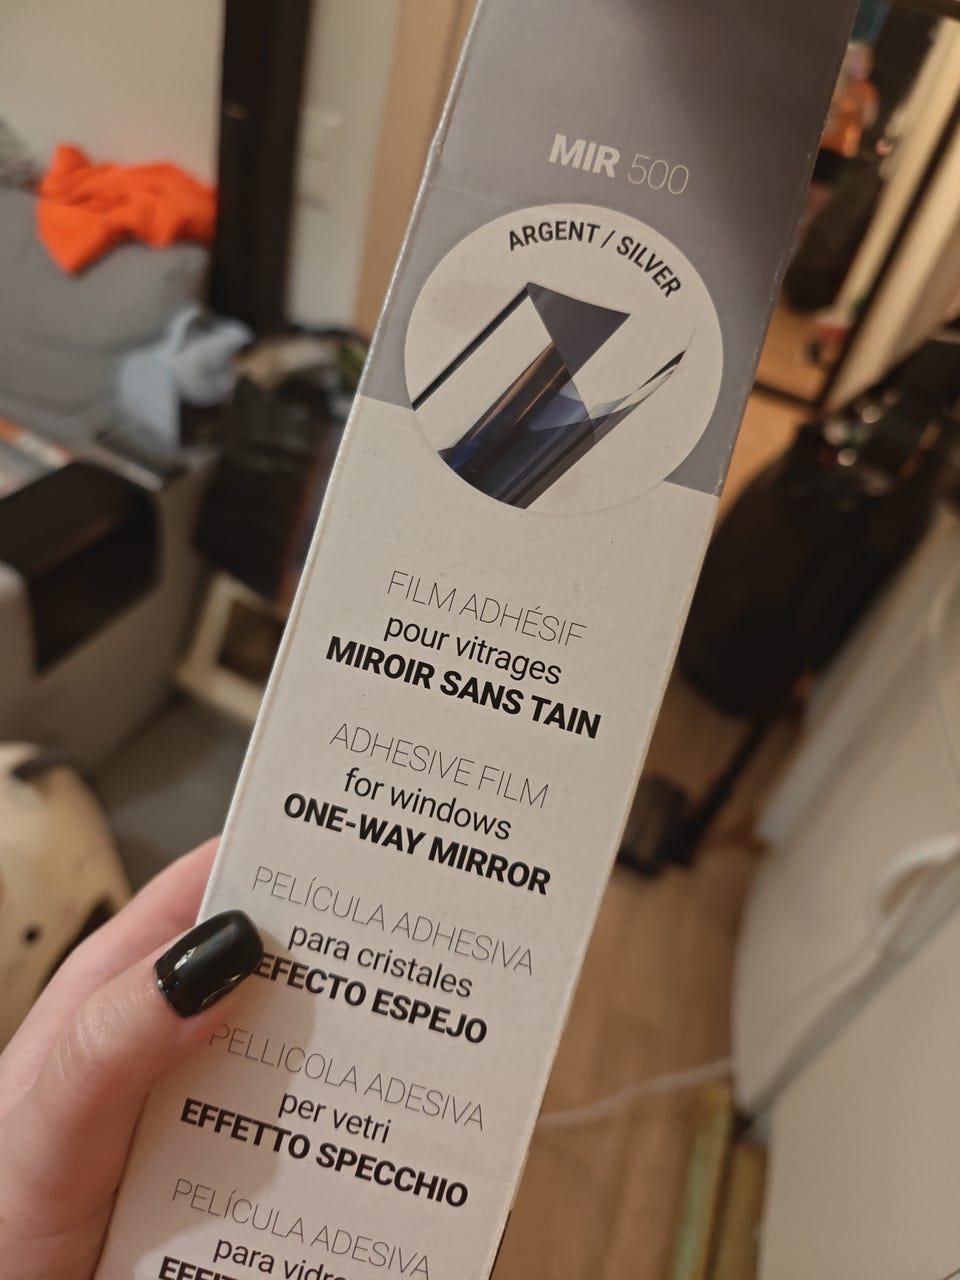 MIR 500
ARGENT / SILVER
FILM ADHÉSIF
pour vitrages
MIROIR SANS TAIN
ADHESIVE FILM
for windows
ONE-WAY MIRROR
PELÍCULA ADHESIVA
para cristales
EFECTO ESPEJO
PELLICOLA ADESIVA
per vetri
EFFETTO SPECCHIO
PELÍCULA ADESIVA
para